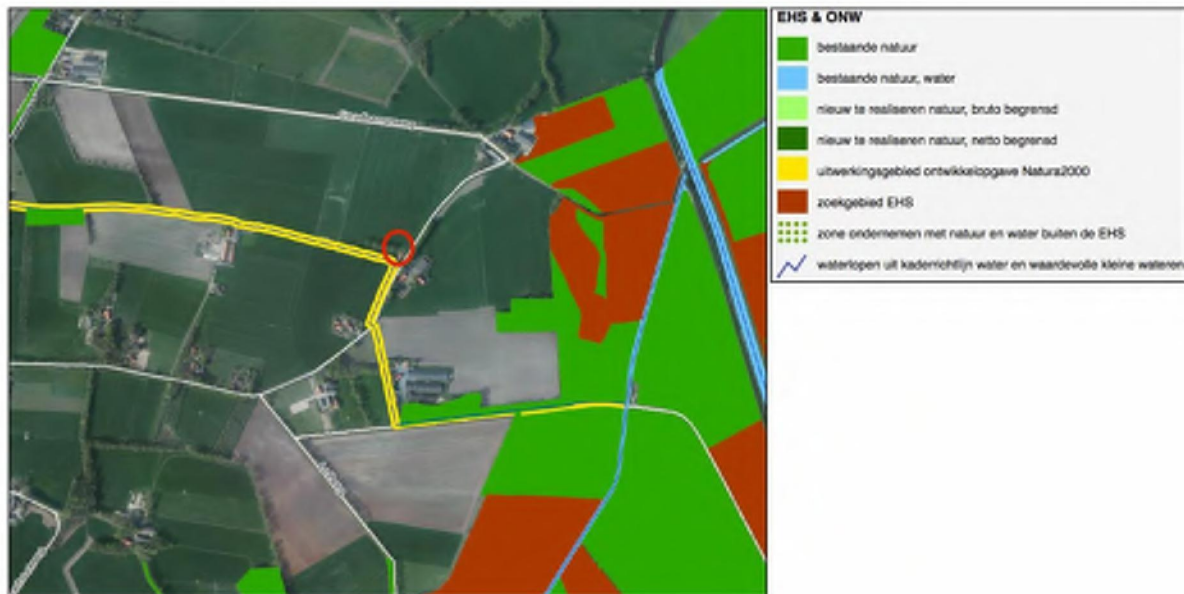 EHS & ONW
bestaande natuur
bestaande natuur, water
nieuw te realiseren natuur, bruto begrensd
nieuw te realiseren natuur, netto begrensd
uitwerkingsgebied ontwikkelopgave Natura2000
zoekgebied EHS
zone ondernemen met natuur en water buiten de EHS
waterlopen uit kaderrichtlijn water en waardevolle kleine wateren